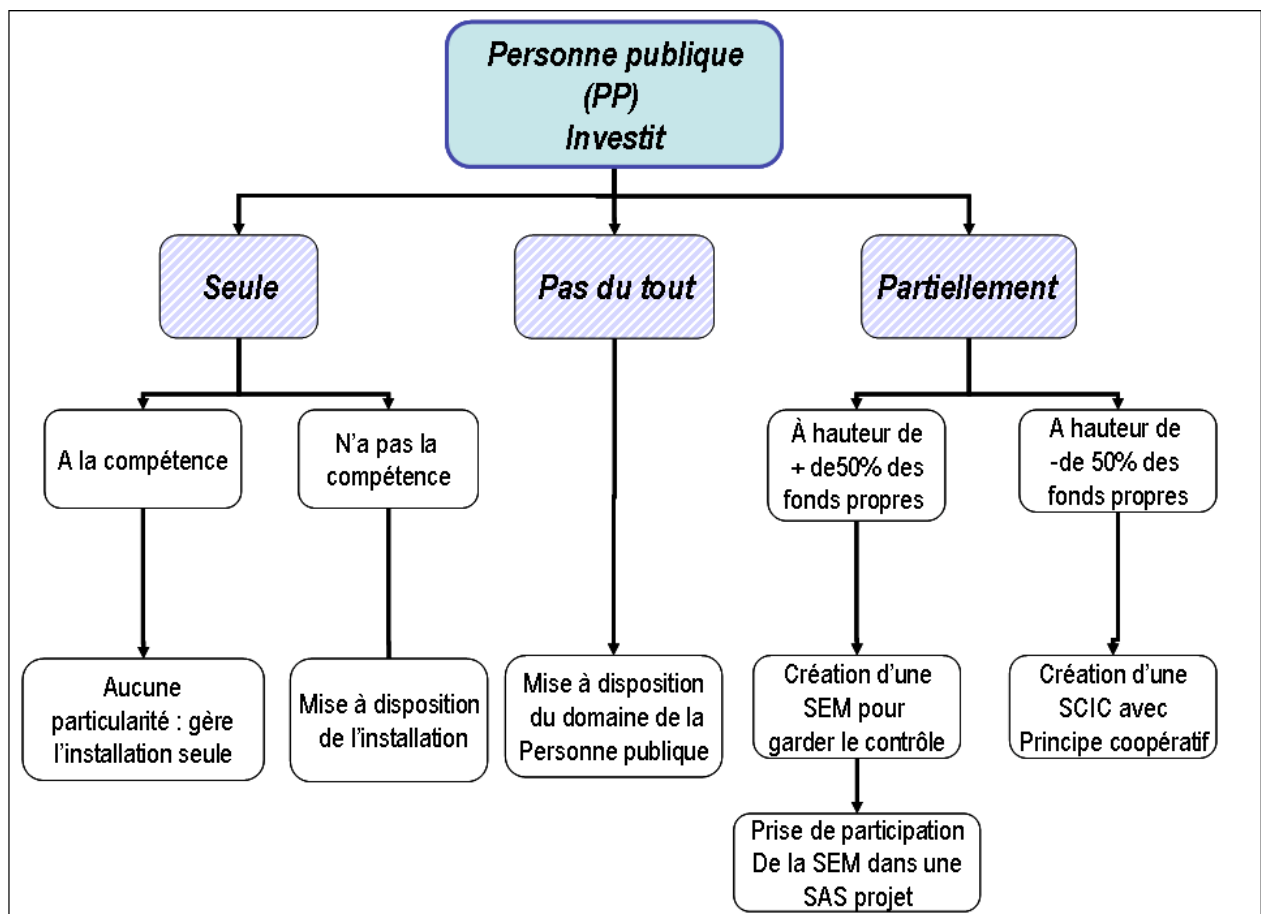 Personne publique
(PP)
Investit
Seule
Pas du tout
Partiellement
A la compétence
N'a pas la
compétence
À hauteur de
+ de50% des
fonds propres
A hauteur de
-de 50% des
fonds propres
Aucune
particularité : gère
l'installation seule
Mise à disposition
de l'installation
Mise à disposition
du domaine de la
Personne publique
Création d'une
SEM pour
garder le contrôle
Création d'une
SCIC avec
Principe coopératif
Prise de participation
De la SEM dans une
SAS projet